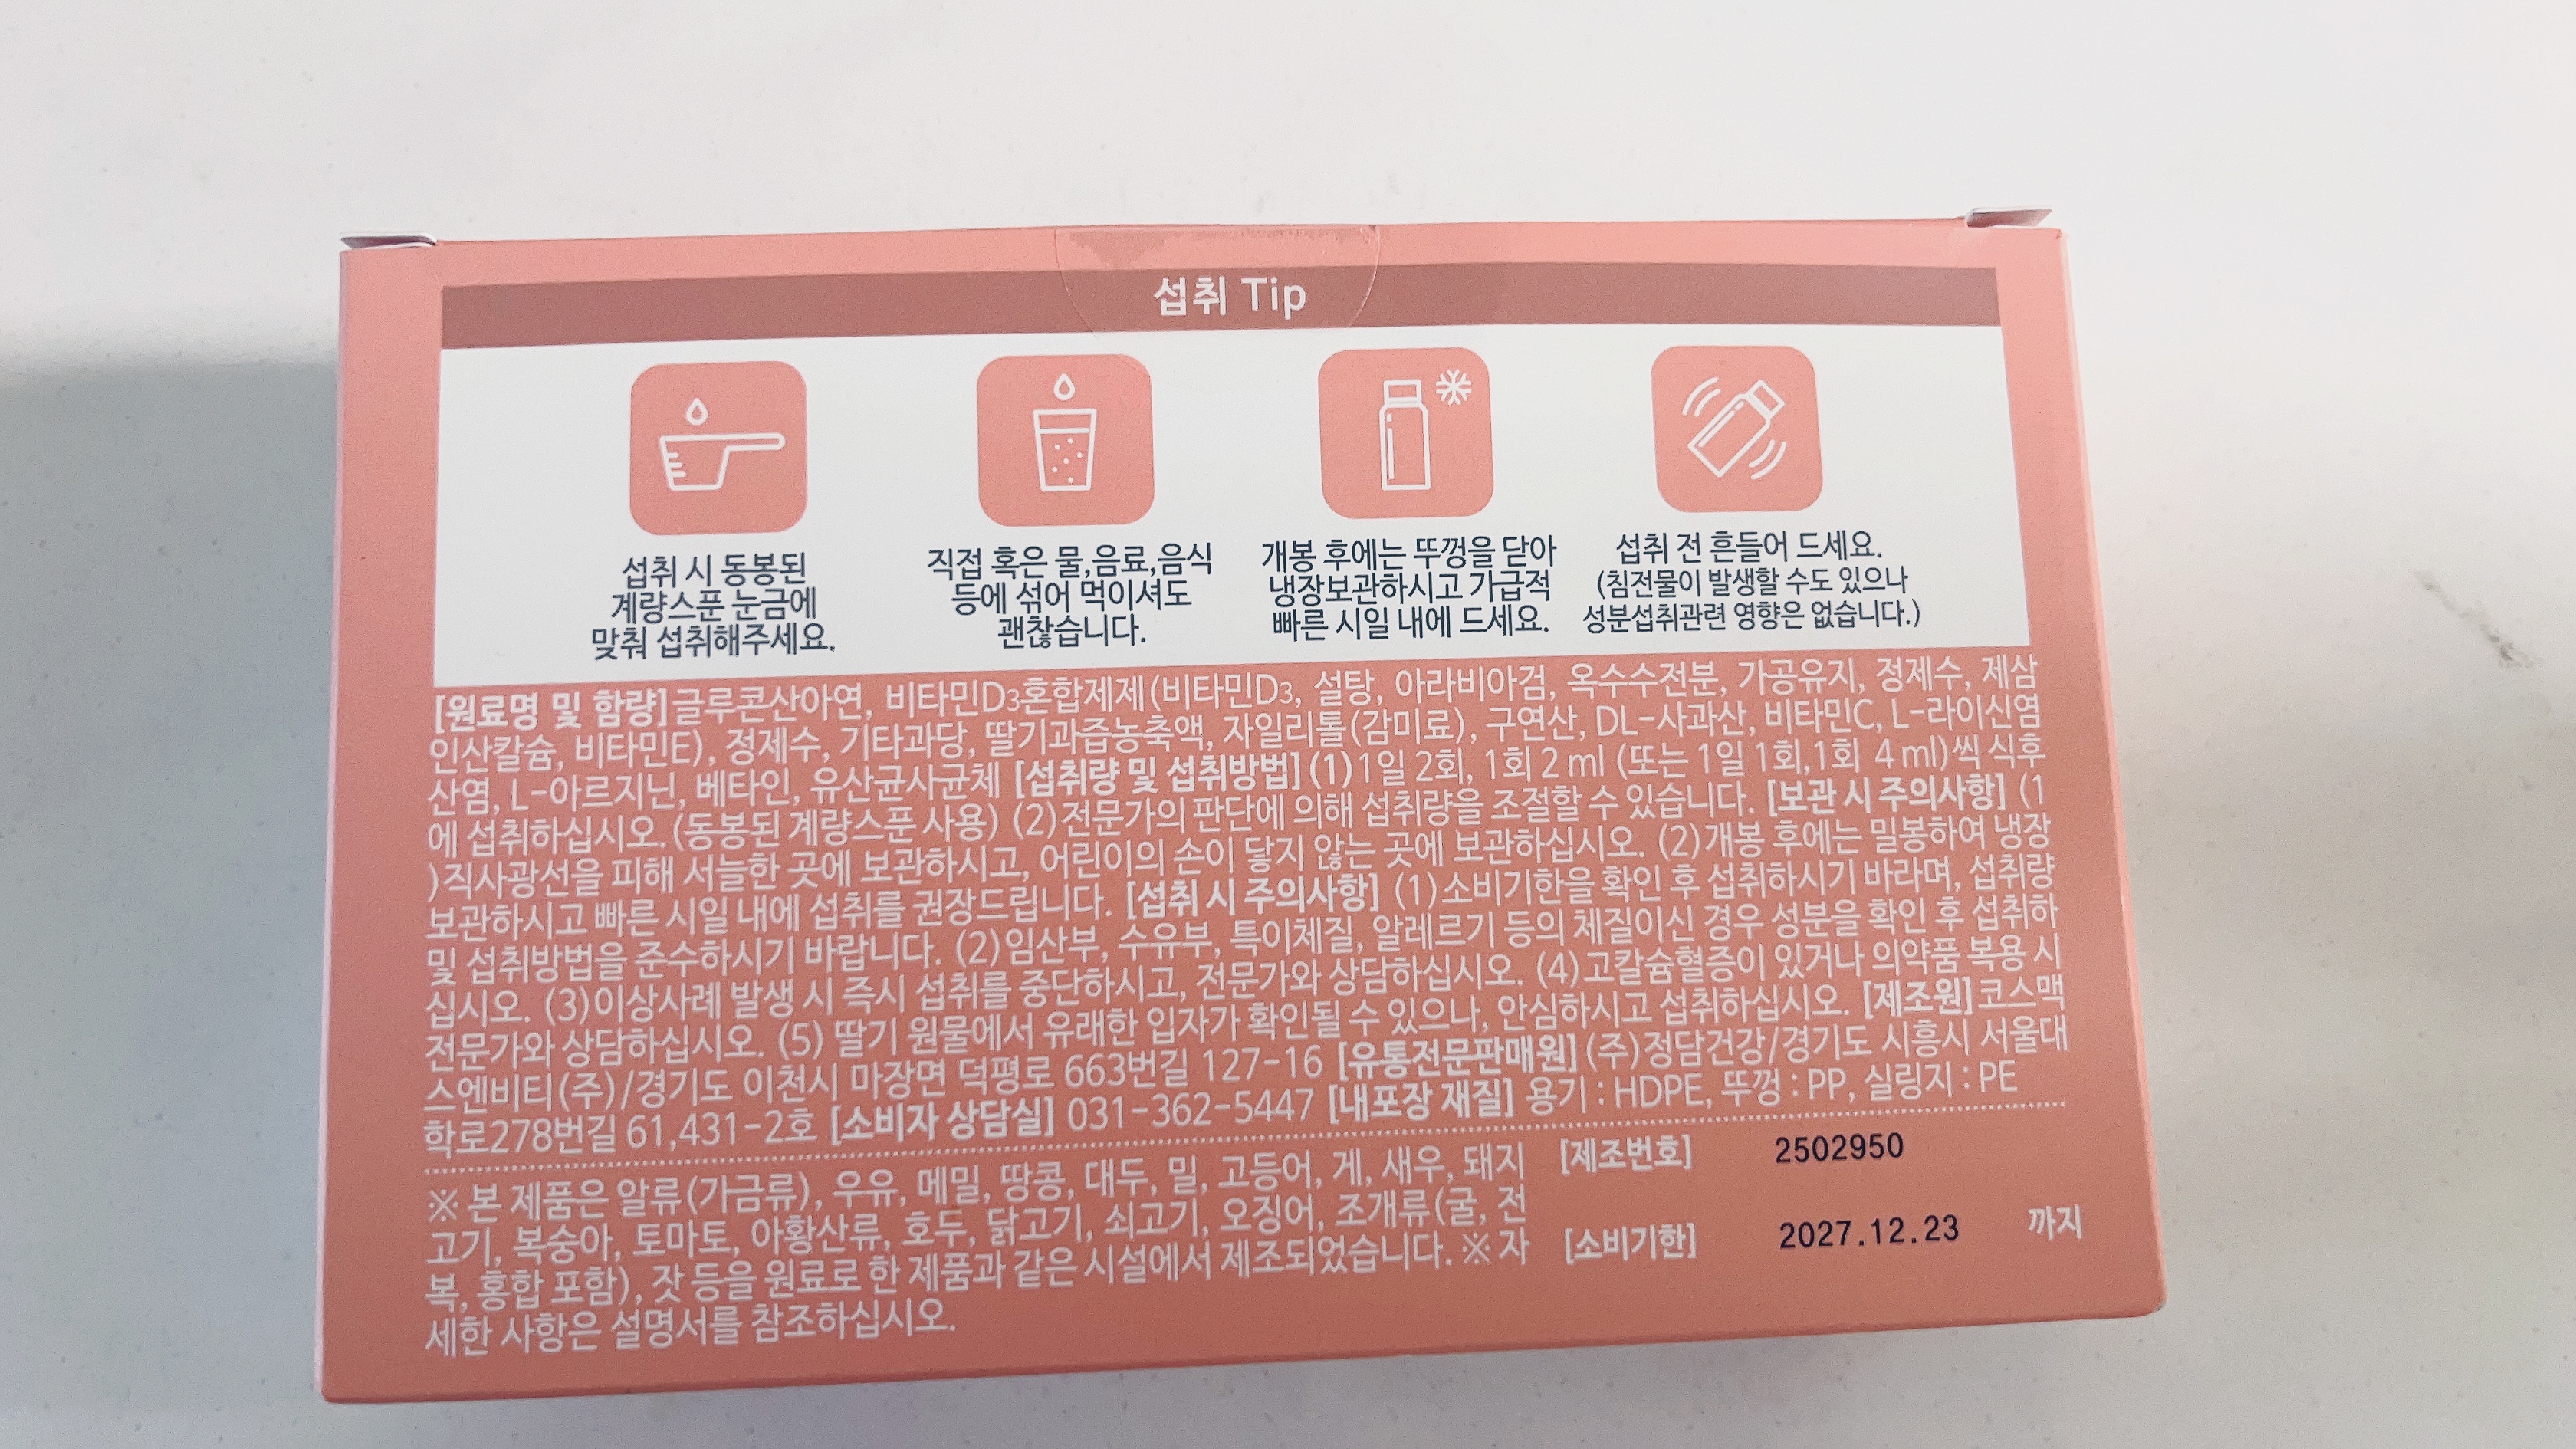 섭취 Tip
섭취 시 동봉된
계량스푼 눈금에
맞춰 섭취해주세요.
직접 혹은 물,음료,음식
등에 섞어 먹이셔도
괜찮습니다.
개봉 후에는 뚜껑을 닫아
냉장보관하시고 가급적
빠른 시일 내에 드세요.
섭취 전 흔들어 드세요.
(침전물이 발생할 수도 있으나
성분섭취관련 영향은 없습니다.)
[원료명 및 함량]글루콘산아연, 비타민D3혼합제제(비타민D3, 설탕, 아라비아검, 옥수수전분, 가공유지, 정제수, 제삼
인산칼슘, 비타민E), 정제수, 기타과당, 딸기과즙농축액, 자일리톨(감미료), 구연산, DL-사과산, 비타민C, L-라이신염
산염, L-아르지닌, 베타인, 유산균사균체 [섭취량 및 섭취방법] (1)1일 2회, 1회 2 ml (또는 1일 1회,1회 4 ml)씩 식후
에 섭취하십시오.(동봉된 계량스푼 사용) (2)전문가의 판단에 의해 섭취량을 조절할 수 있습니다. [보관 시 주의사항] (1
)직사광선을 피해 서늘한 곳에 보관하시고, 어린이의 손이 닿지 않는 곳에 보관하십시오. (2)개봉 후에는 밀봉하여 냉장
보관하시고 빠른 시일 내에 섭취를 권장드립니다. [섭취 시 주의사항] (1)소비기한을 확인 후 섭취하시기 바라며, 섭취량
및 섭취방법을 준수하시기 바랍니다. (2)임산부, 수유부, 특이체질, 알레르기 등의 체질이신 경우 성분을 확인 후 섭취하
십시오. (3)이상사례 발생 시 즉시 섭취를 중단하시고, 전문가와 상담하십시오. (4)고칼슘혈증이 있거나 의약품 복용 시
전문가와 상담하십시오. (5) 딸기 원물에서 유래한 입자가 확인될 수 있으나, 안심하시고 섭취하십시오. [제조원]코스맥
스엔비티(주)/경기도 이천시 마장면 덕평로 663번길 127-16 [유통전문판매원] (주)정담건강/경기도 시흥시 서울대
학로278번길 61,431-2호 [소비자 상담실] 031-362-5447 [내포장 재질] 용기 : HDPE, 뚜껑 : PP, 실링지 : PE
※ 본 제품은 알류(가금류), 우유, 메밀, 땅콩, 대두, 밀, 고등어, 게, 새우, 돼지
고기, 복숭아, 토마토, 아황산류, 호두, 닭고기, 쇠고기, 오징어, 조개류(굴, 전
복, 홍합 포함), 잣 등을 원료로 한 제품과 같은 시설에서 제조되었습니다. ※ 자
세한 사항은 설명서를 참조하십시오.
[제조번호] 2502950
[소비기한] 2027.12.23 까지